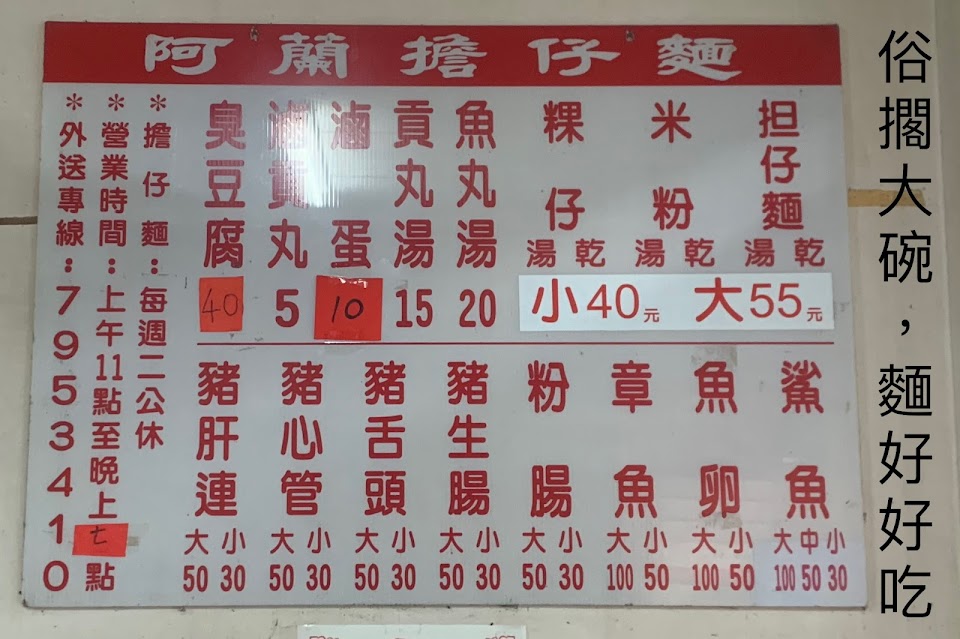 阿蘭擔仔麵
担仔麵
湯 乾
米粉
湯 乾
粿仔
湯 乾
小40元 大55元
魚丸湯
20
貢丸湯
15
滷蛋
10
滷貢丸
5
臭豆腐
40
鯊魚
大中小
100 50 30
魚卵
大小
100 50
章魚
大小
100 50
粉腸
大小
50 30
豬生腸
大小
50 30
豬舌頭
大小
50 30
豬心管
大小
50 30
豬肝連
大小
50 30
＊擔仔麵：每週二公休
＊營業時間：上午11點至晚上七點
＊外送專線：7953410
俗擱大碗，麵好好吃